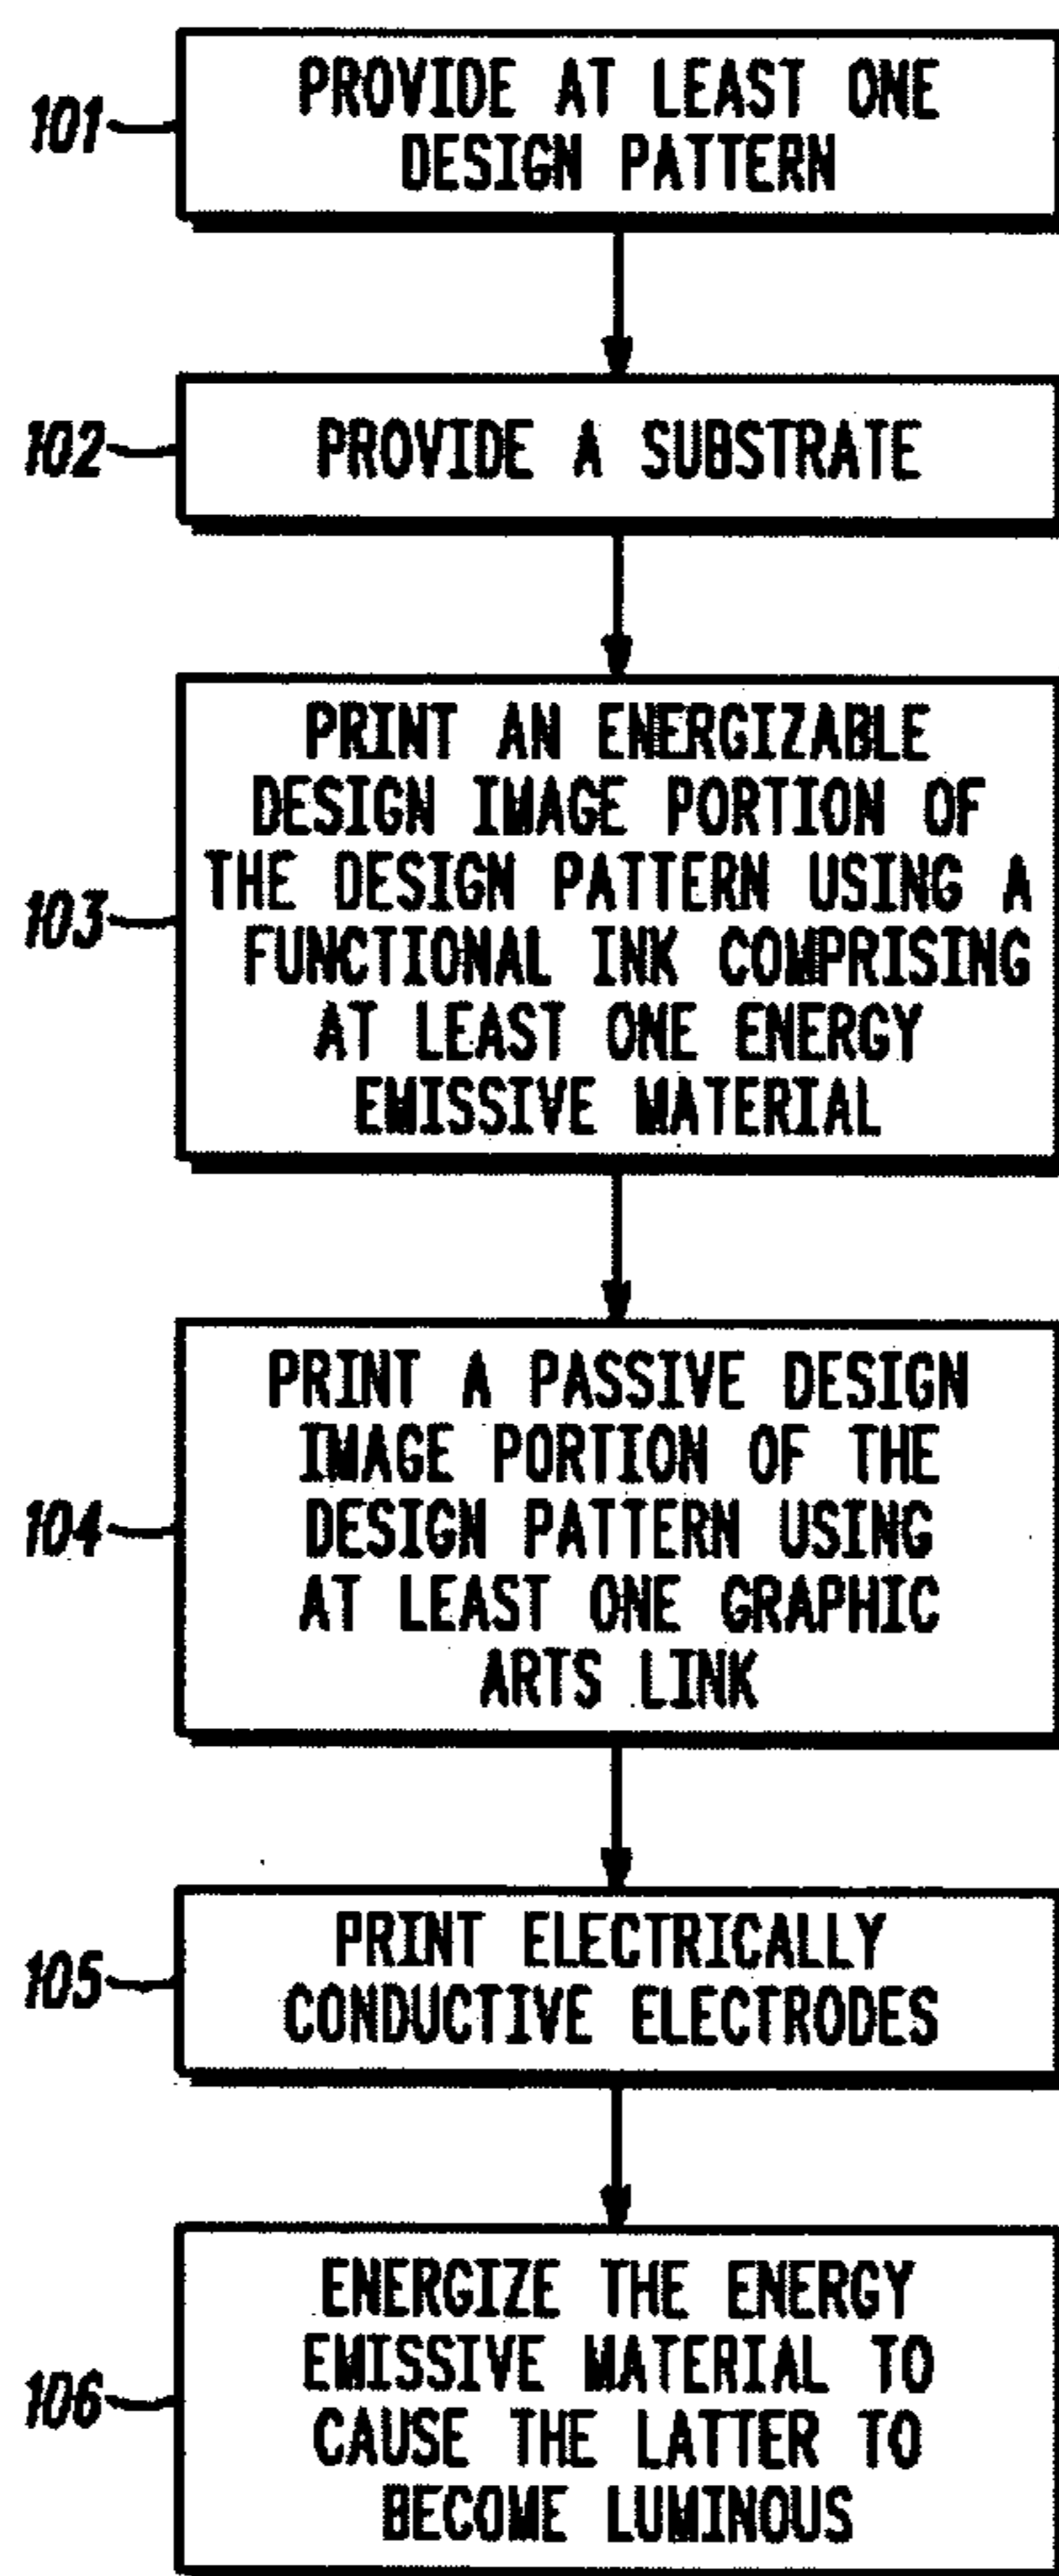 101
PROVIDE AT LEAST ONE
DESIGN PATTERN
102
PROVIDE A SUBSTRATE
103
PRINT AN ENERGIZABLE
DESIGN IMAGE PORTION OF
THE DESIGN PATTERN USING A
FUNCTIONAL INK COMPRISING
AT LEAST ONE ENERGY
EMISSIVE MATERIAL
104
PRINT A PASSIVE DESIGN
IMAGE PORTION OF THE
DESIGN PATTERN USING
AT LEAST ONE GRAPHIC
ARTS LINK
105
PRINT ELECTRICALLY
CONDUCTIVE ELECTRODES
106
ENERGIZE THE ENERGY
EMISSIVE MATERIAL TO
CAUSE THE LATTER TO
BECOME LUMINOUS